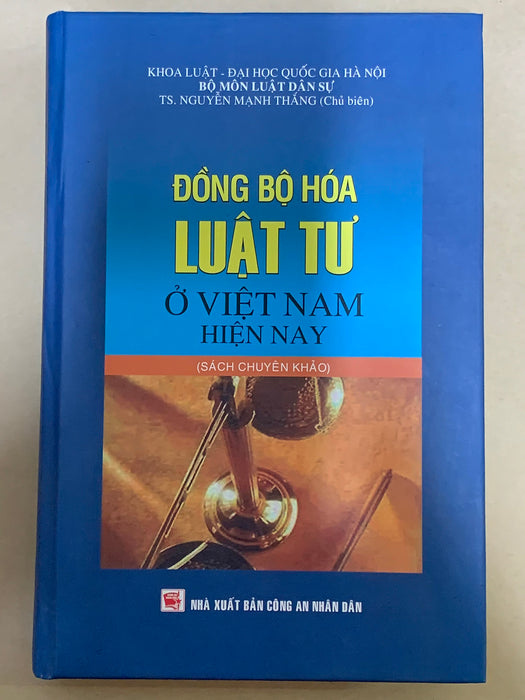 KHOA LUẬT - ĐẠI HỌC QUỐC GIA HÀ NỘI
BỘ MÔN LUẬT DÂN SỰ
TS. NGUYỄN MẠNH THẮNG (Chủ biên)
ĐỒNG BỘ HÓA
LUẬT TƯ
Ở VIỆT NAM
HIỆN NAY
(SÁCH CHUYÊN KHẢO)
NHÀ XUẤT BẢN CÔNG AN NHÂN DÂN